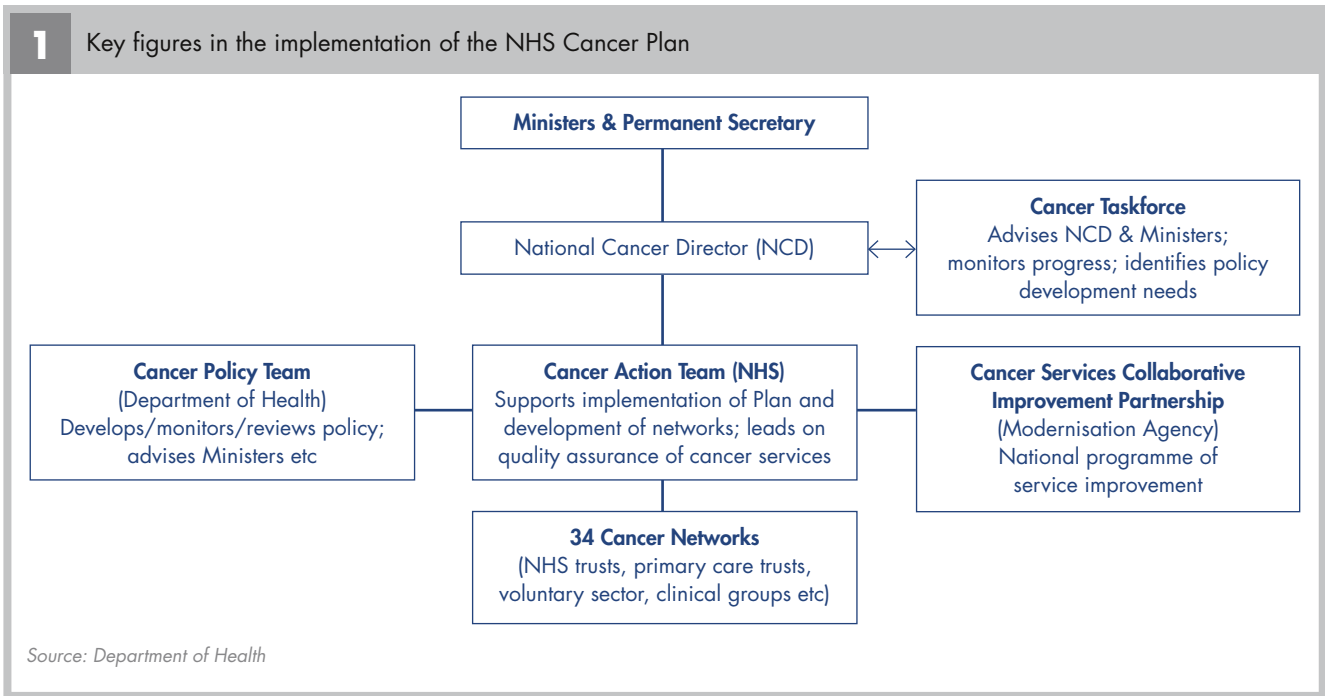 1
Key figures in the implementation of the NHS Cancer Plan
Ministers & Permanent Secretary
National Cancer Director (NCD)
Cancer Taskforce
Advises NCD & Ministers;
monitors progress; identifies policy
development needs
Cancer Policy Team
(Department of Health)
Develops/monitors/reviews policy;
advises Ministers etc
Cancer Action Team (NHS)
Supports implementation of Plan and
development of networks; leads on
quality assurance of cancer services
Cancer Services Collaborative
Improvement Partnership
(Modernisation Agency)
National programme of
service improvement
34 Cancer Networks
(NHS trusts, primary care trusts,
voluntary sector, clinical groups etc)
Source: Department of Health